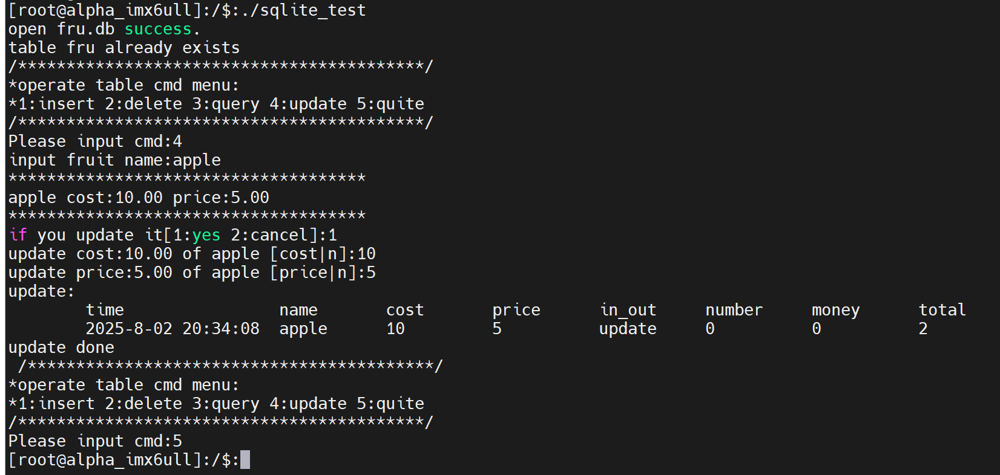 [root@alpha_imx6ull]:/$:./sqlite_test
open fru.db success.
table fru already exists
/******************************************/
*operate table cmd menu:
*1:insert 2:delete 3:query 4:update 5:quite
/******************************************/
Please input cmd:4
input fruit name:apple
*************************************
apple cost:10.00 price:5.00
*************************************
if you update it[1:yes 2:cancel]:1
update cost:10.00 of apple [cost|n]:10
update price:5.00 of apple [price|n]:5
update:
        time                name       cost       price      in_out     number     money      total
        2025-8-02 20:34:08  apple      10         5          update     0          0          2
update done
 /******************************************/
*operate table cmd menu:
*1:insert 2:delete 3:query 4:update 5:quite
/******************************************/
Please input cmd:5
[root@alpha_imx6ull]:/$: